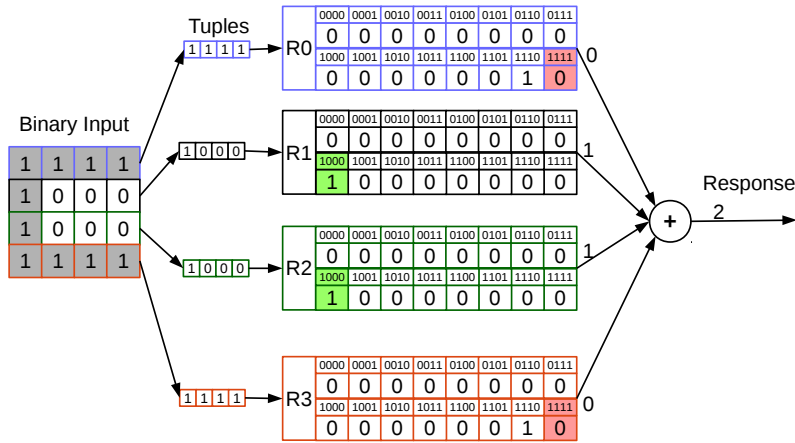 Tuples
Binary Input
Response
1 1 1 1
1 0 0 0
1 0 0 0
1 1 1 1
1 1 1 1
R0
0000 0001 0010 0011 0100 0101 0110 0111
0 0 0 0 0 0 0 0
1000 1001 1010 1011 1100 1101 1110 1111
0 0 0 0 0 0 1 0
0
1 0 0 0
R1
0000 0001 0010 0011 0100 0101 0110 0111
0 0 0 0 0 0 0 0
1000 1001 1010 1011 1100 1101 1110 1111
1 0 0 0 0 0 0 0
1
1 0 0 0
R2
0000 0001 0010 0011 0100 0101 0110 0111
0 0 0 0 0 0 0 0
1000 1001 1010 1011 1100 1101 1110 1111
1 0 0 0 0 0 0 0
1
1 1 1 1
R3
0000 0001 0010 0011 0100 0101 0110 0111
0 0 0 0 0 0 0 0
1000 1001 1010 1011 1100 1101 1110 1111
0 0 0 0 0 0 1 0
0
+
2